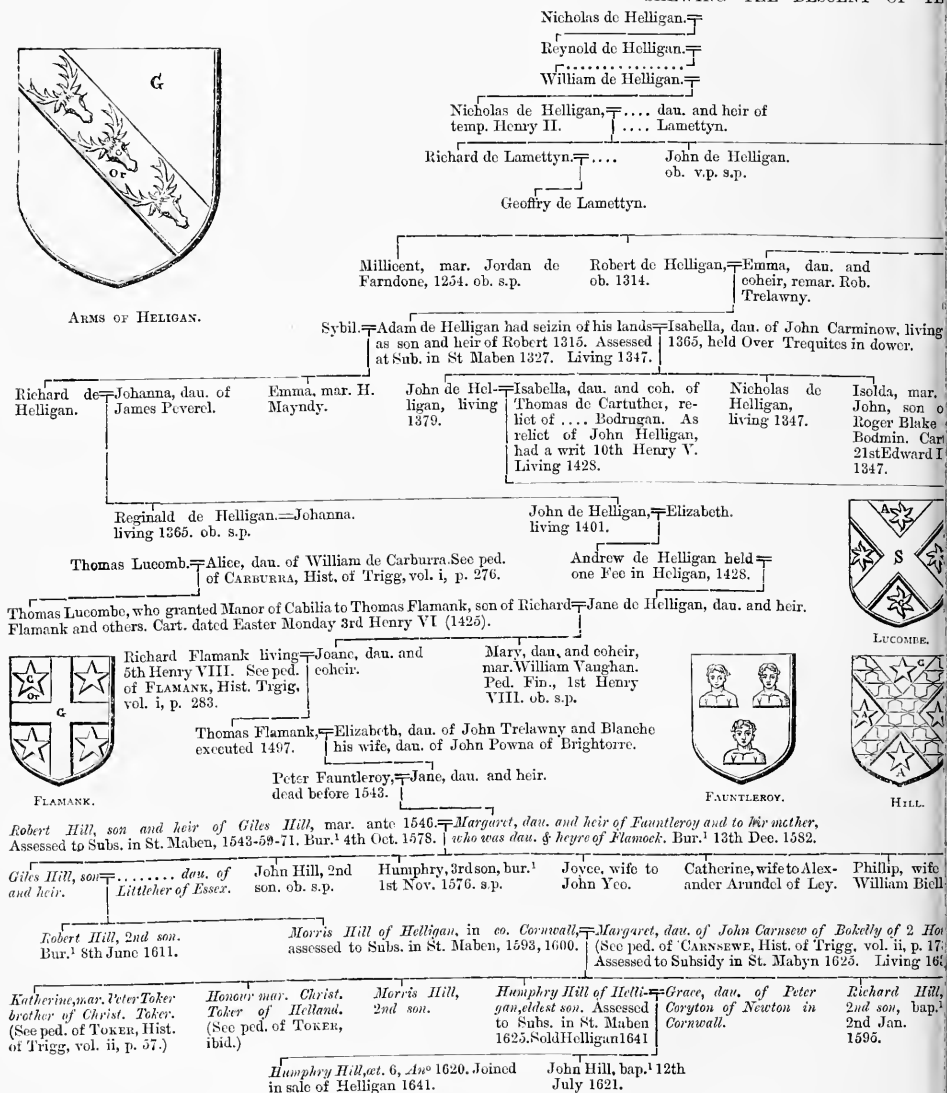 SHEWING THE DESCENT OF
Nicholas de Helligan.
Reynold de Helligan.
William de Helligan.
Nicholas de Helligan, .... dau. and heir of
temp. Henry II. .... Lamettyn.
Richard de Lamettyn. .... John de Helligan.
ob. v.p. s.p.
Geoffry de Lamettyn.
G
Or
ARMS OF HELIGAN.
Millicent, mar. Jordan de
Farndone, 1254. ob. s.p.
Robert de Helligan,
ob. 1314.
Emma, dau. and
coheir, remar. Rob.
Trelawny.
Sybil.
Adam de Helligan had seizin of his lands
as son and heir of Robert 1315. Assessed
at Sub. in St Maben 1327. Living 1347.
Isabella, dau. of John Carminow, living
1365, held Over Trequites in dower.
Richard de
Helligan.
Johanna, dau. of
James Peverel.
Emma, mar. H.
Mayndy.
John de Hel-
ligan, living
1379.
Isabella, dau. and coh. of
Thomas de Cartuther, re-
lict of .... Bodrugan. As
relict of John Helligan,
had a writ 10th Henry V.
Living 1428.
Nicholas de
Helligan,
living 1347.
Isolda, mar.
John, son o
Roger Blake
Bodmin. Cart
21stEdward I
1347.
Reginald de Helligan. Johanna.
living 1365. ob. s.p.
John de Helligan, Elizabeth.
living 1401.
Thomas Lucomb. Alice, dau. of William de Carburra. See ped.
of CARBURRA, Hist. of Trigg, vol. i, p. 276.
Andrew de Helligan held
one Fee in Heligan, 1428.
Thomas Lucombe, who granted Manor of Cabilia to Thomas Flamank, son of Richard
Flamank and others. Cart. dated Easter Monday 3rd Henry VI (1425).
Jane de Helligan, dau. and heir.
A
S
LUCOMBE.
G
Or
G
FLAMANK.
Richard Flamank living
5th Henry VIII. See ped.
of FLAMANK, Hist. Trgig,
vol. i, p. 283.
Joane, dau. and
coheir.
Mary, dau. and coheir,
mar. William Vaughan.
Ped. Fin., 1st Henry
VIII. ob. s.p.
Thomas Flamank,
executed 1497.
Elizabeth, dau. of John Trelawny and Blanche
his wife, dau. of John Powna of Brightorre.
Peter Fauntleroy,
dead before 1543.
Jane, dau. and heir.
FAUNTLEROY.
G
A
A
A
HILL.
Robert Hill, son and heir of Giles Hill, mar. ante 1546.
Assessed to Subs. in St. Maben, 1543-59-71. Bur.¹ 4th Oct. 1578.
Margaret, dau. and heir of Fauntleroy and to hir mother,
who was dau. & heyre of Flamock. Bur.¹ 13th Dec. 1582.
Giles Hill, son
and heir.
........ dau. of
Littleher of Essex.
John Hill, 2nd
son. ob. s.p.
Humphry, 3rd son, bur.¹
1st Nov. 1576. s.p.
Joyce, wife to
John Yeo.
Catherine, wife to Alex-
ander Arundel of Ley.
Phillip, wife
William Biell
Robert Hill, 2nd son.
Bur.¹ 8th June 1611.
Morris Hill of Helligan, in co. Cornwall,
assessed to Subs. in St. Maben, 1593, 1600.
Margaret, dau. of John Carnsew of Bokelly of 2 Hou
(See ped. of CARNSEWE, Hist. of Trigg, vol. ii, p. 17
Assessed to Subsidy in St. Mabyn 1625. Living 16
Katherine, mar. Peter Toker
brother of Christ. Toker.
(See ped. of TOKER, Hist.
of Trigg, vol. ii, p. 57.)
Honour mar. Christ.
Toker of Helland.
(See ped. of TOKER,
ibid.)
Morris Hill,
2nd son.
Humphry Hill of Helli-
gan, eldest son. Assessed
to Subs. in St. Maben
1625. Sold Helligan 1641
Grace, dau. of Peter
Coryton of Newton in
Cornwall.
Richard Hill,
2nd son, bap.¹
2nd Jan.
1595.
Humphry Hill, æt. 6, Anº 1620. Joined
in sale of Helligan 1641.
John Hill, bap.¹ 12th
July 1621.